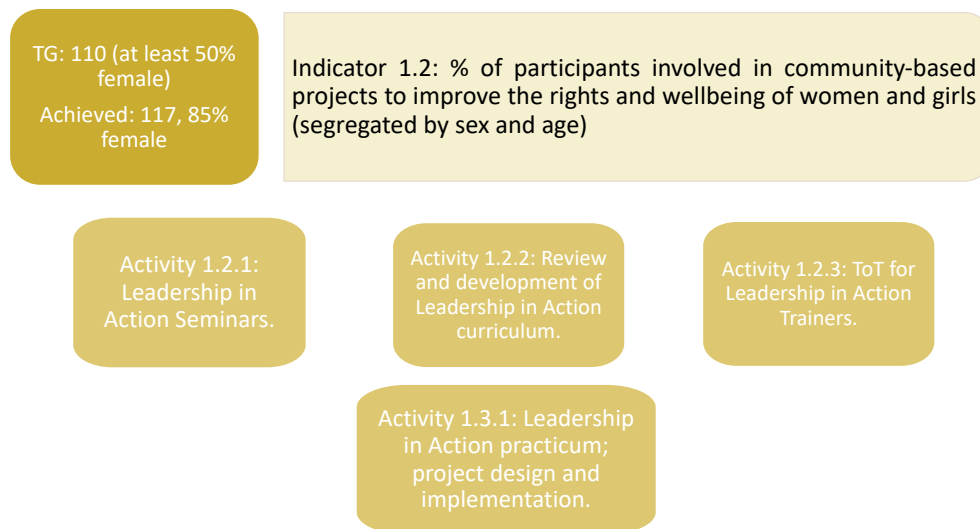 TG: 110 (at least 50%
female)
Achieved: 117, 85%
female
Indicator 1.2: % of participants involved in community-based
projects to improve the rights and wellbeing of women and girls
(segregated by sex and age)
Activity 1.2.1:
Leadership in
Action Seminars.
Activity 1.2.2: Review
and development of
Leadership in Action
curriculum.
Activity 1.2.3: ToT for
Leadership in Action
Trainers.
Activity 1.3.1: Leadership
in Action practicum;
project design and
implementation.